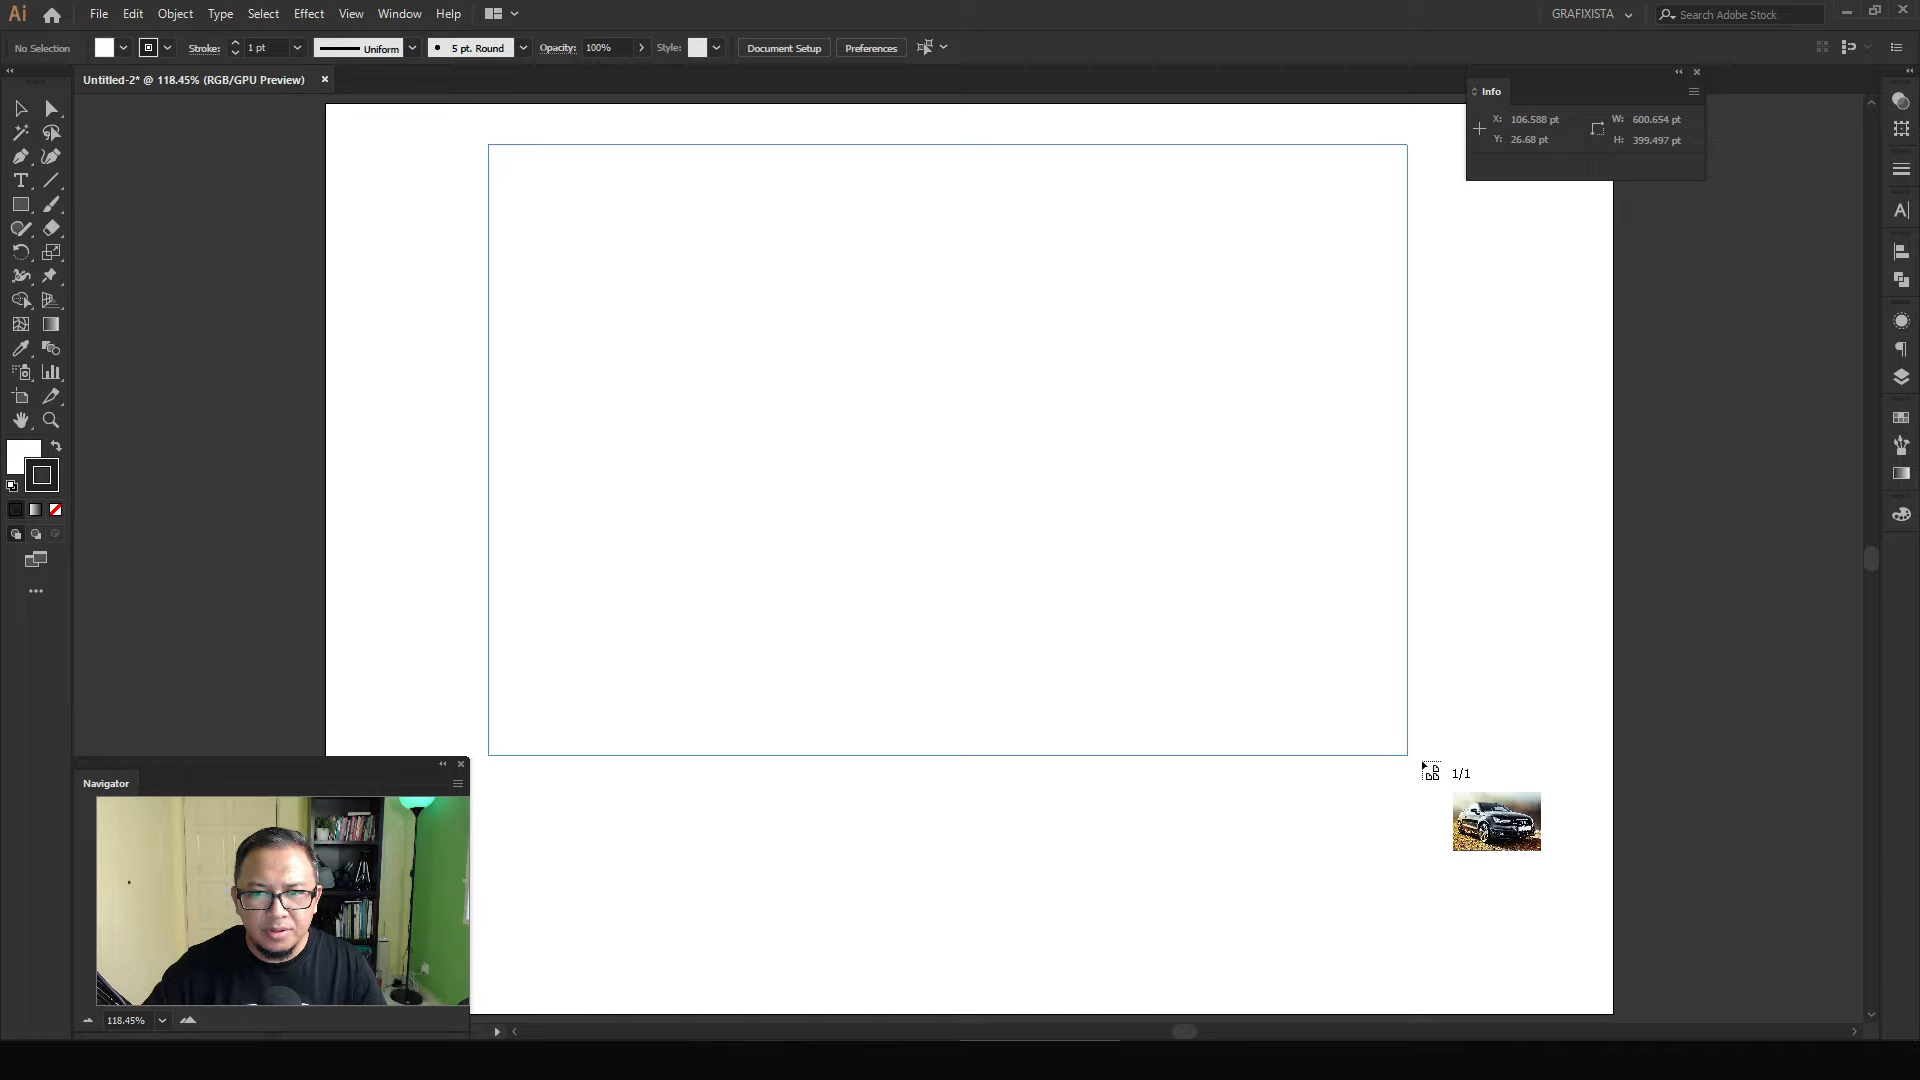 Ai File Edit Object Type Select Effect View Window Help GRAFIXISTA Search Adobe Stock
No Selection Stroke: 1 pt Uniform 5 pt. Round Opacity: 100% Style: Document Setup Preferences
Untitled-2* @ 118.45% (RGB/GPU Preview)
Info
X: 106.588 pt W: 600.654 pt
Y: 26.68 pt H: 399.497 pt
1/1
Navigator
118.45%